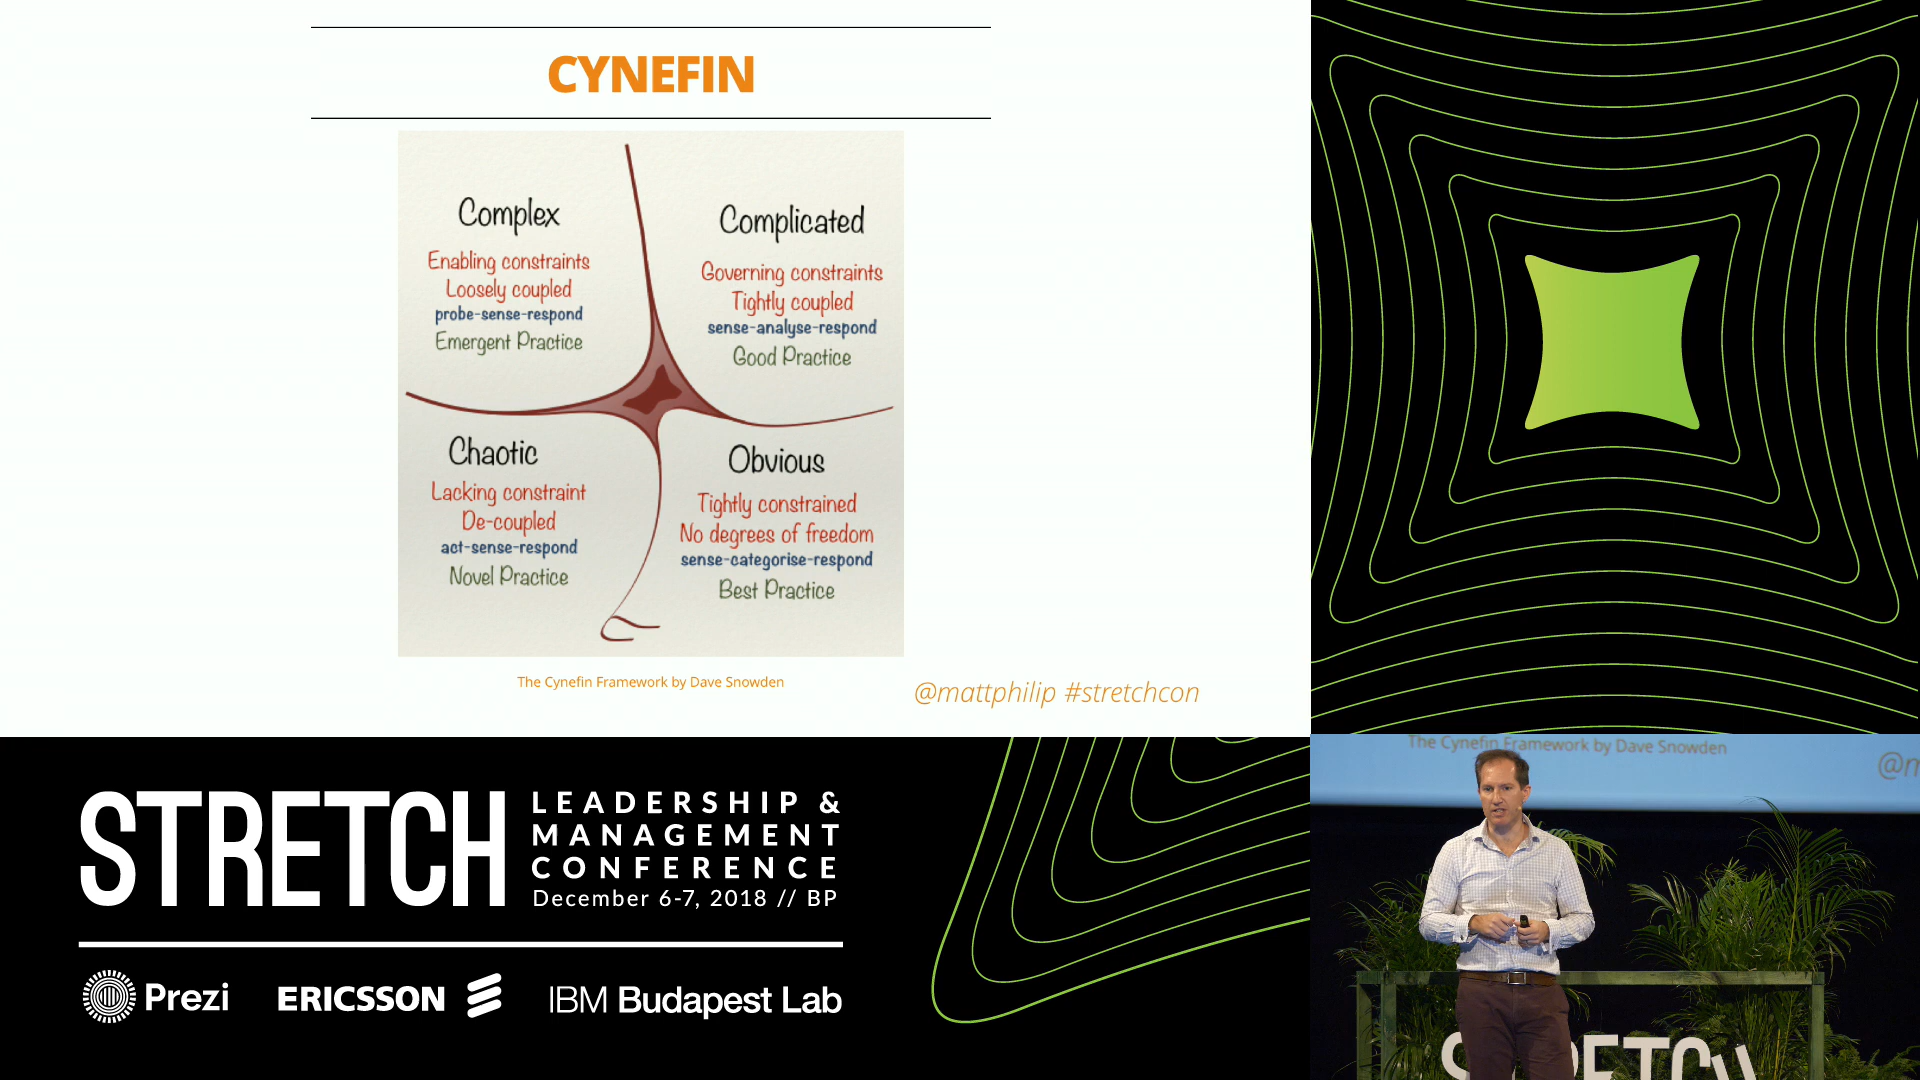 CYNEFIN
Complex
Enabling constraints
Loosely coupled
probe-sense-respond
Emergent Practice
Complicated
Governing constraints
Tightly coupled
sense-analyse-respond
Good Practice
Chaotic
Lacking constraint
De-coupled
act-sense-respond
Novel Practice
Obvious
Tightly constrained
No degrees of freedom
sense-categorise-respond
Best Practice
The Cynefin Framework by Dave Snowden
@mattphilip #stretchcon
The Cynefin Framework by Dave Snowden
@m
STRETCH
LEADERSHIP &
MANAGEMENT
CONFERENCE
December 6-7, 2018 // BP
Prezi
ERICSSON
IBM Budapest Lab
STRETCH